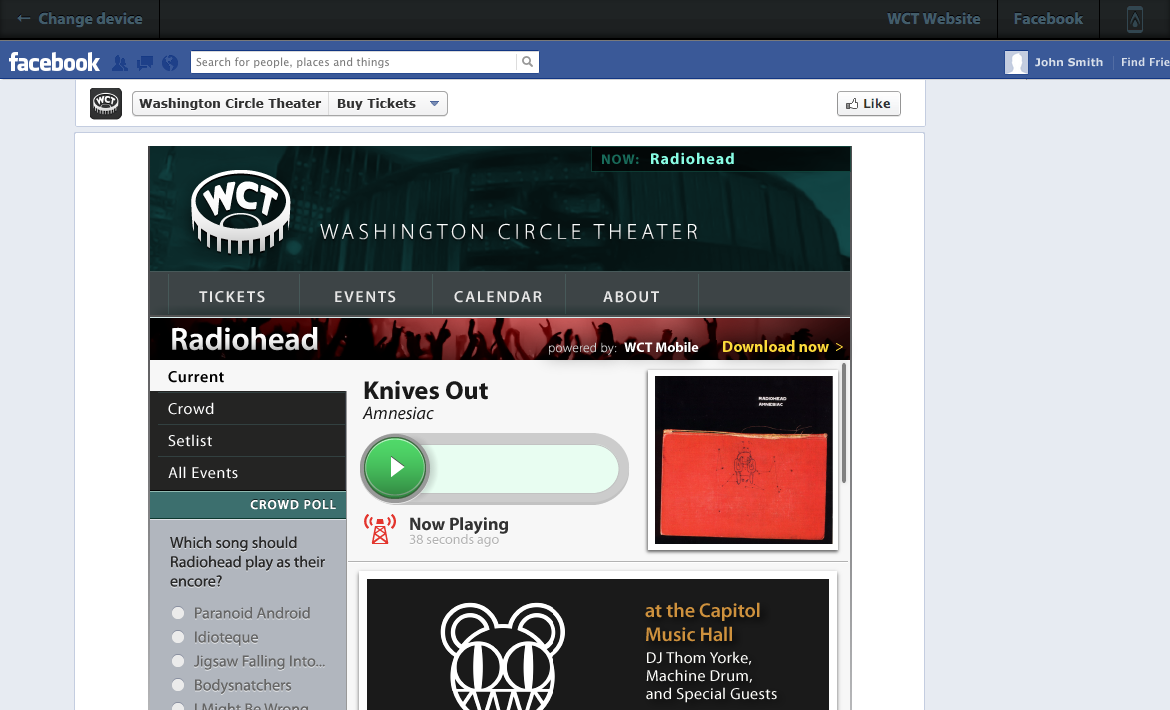 ← Change device
WCT Website
Facebook
facebook
Search for people, places and things
John Smith
Find Frie
WCT
Washington Circle Theater
Buy Tickets
Like
NOW: Radiohead
WCT
WASHINGTON CIRCLE THEATER
TICKETS
EVENTS
CALENDAR
ABOUT
Radiohead
powered by: WCT Mobile
Download now >
Current
Crowd
Setlist
All Events
CROWD POLL
Which song should
Radiohead play as their
encore?
Paranoid Android
Idioteque
Jigsaw Falling Into...
Bodysnatchers
I Might Be Wrong
Knives Out
Amnesiac
RADIOHEAD
AMNESIAC
Now Playing
38 seconds ago
at the Capitol
Music Hall
DJ Thom Yorke,
Machine Drum,
and Special Guests